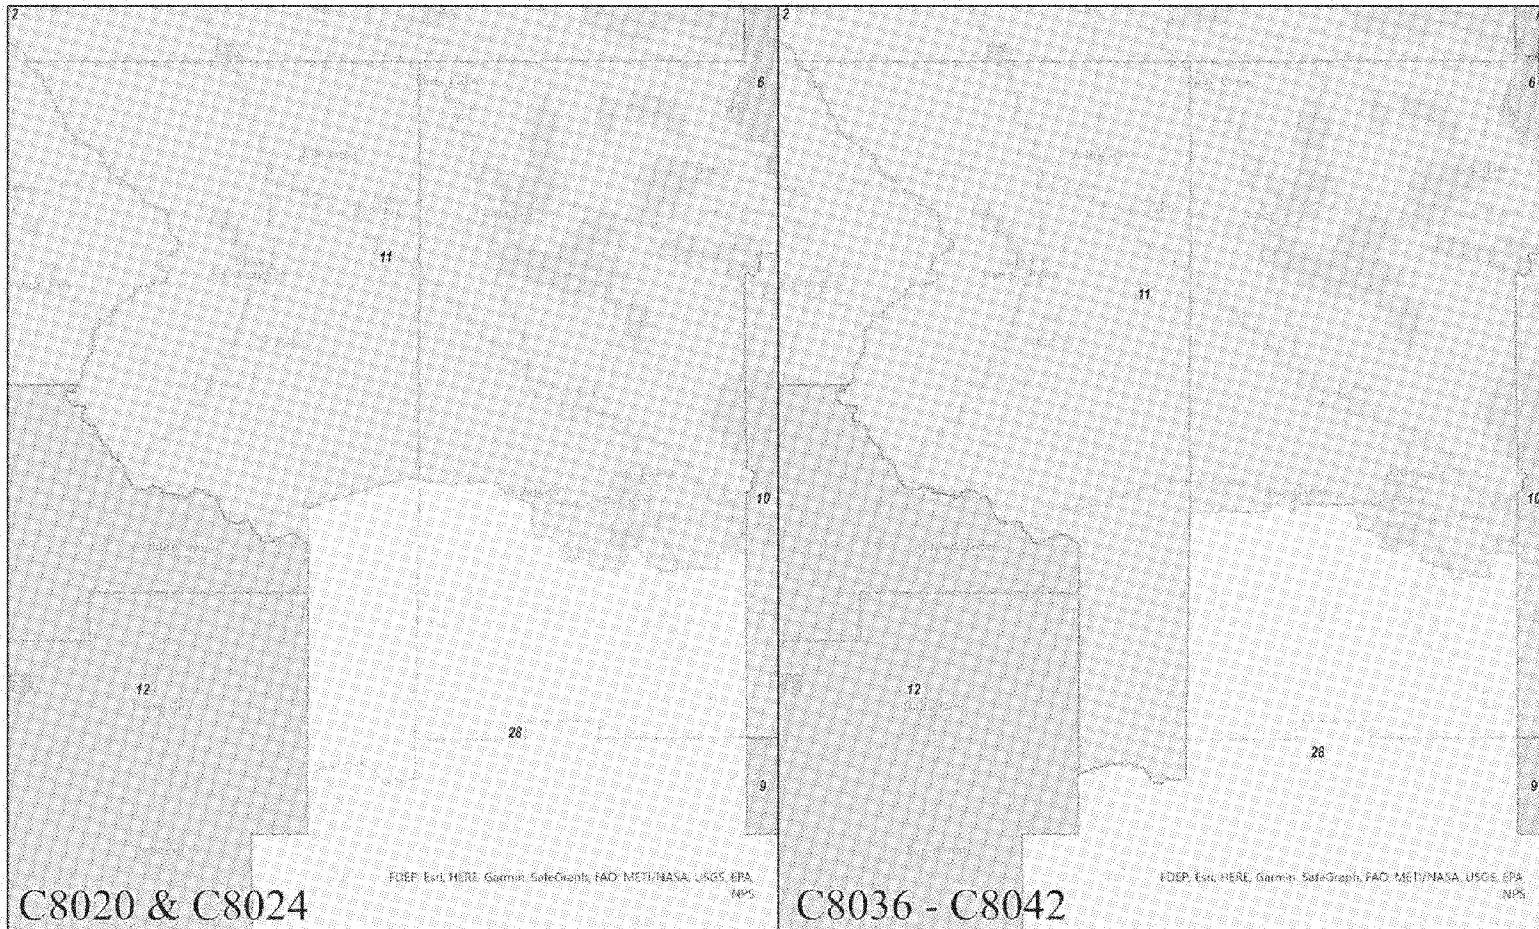 2
6
11
10
12
28
9
FDEP, Esri, HERE, Garmin, SafeGraph, FAO, METI/NASA, USGS, EPA,
NPS
C8020 & C8024
2
6
11
10
12
28
9
FDEP, Esri, HERE, Garmin, SafeGraph, FAO, METI/NASA, USGS, EPA,
NPS
C8036 - C8042